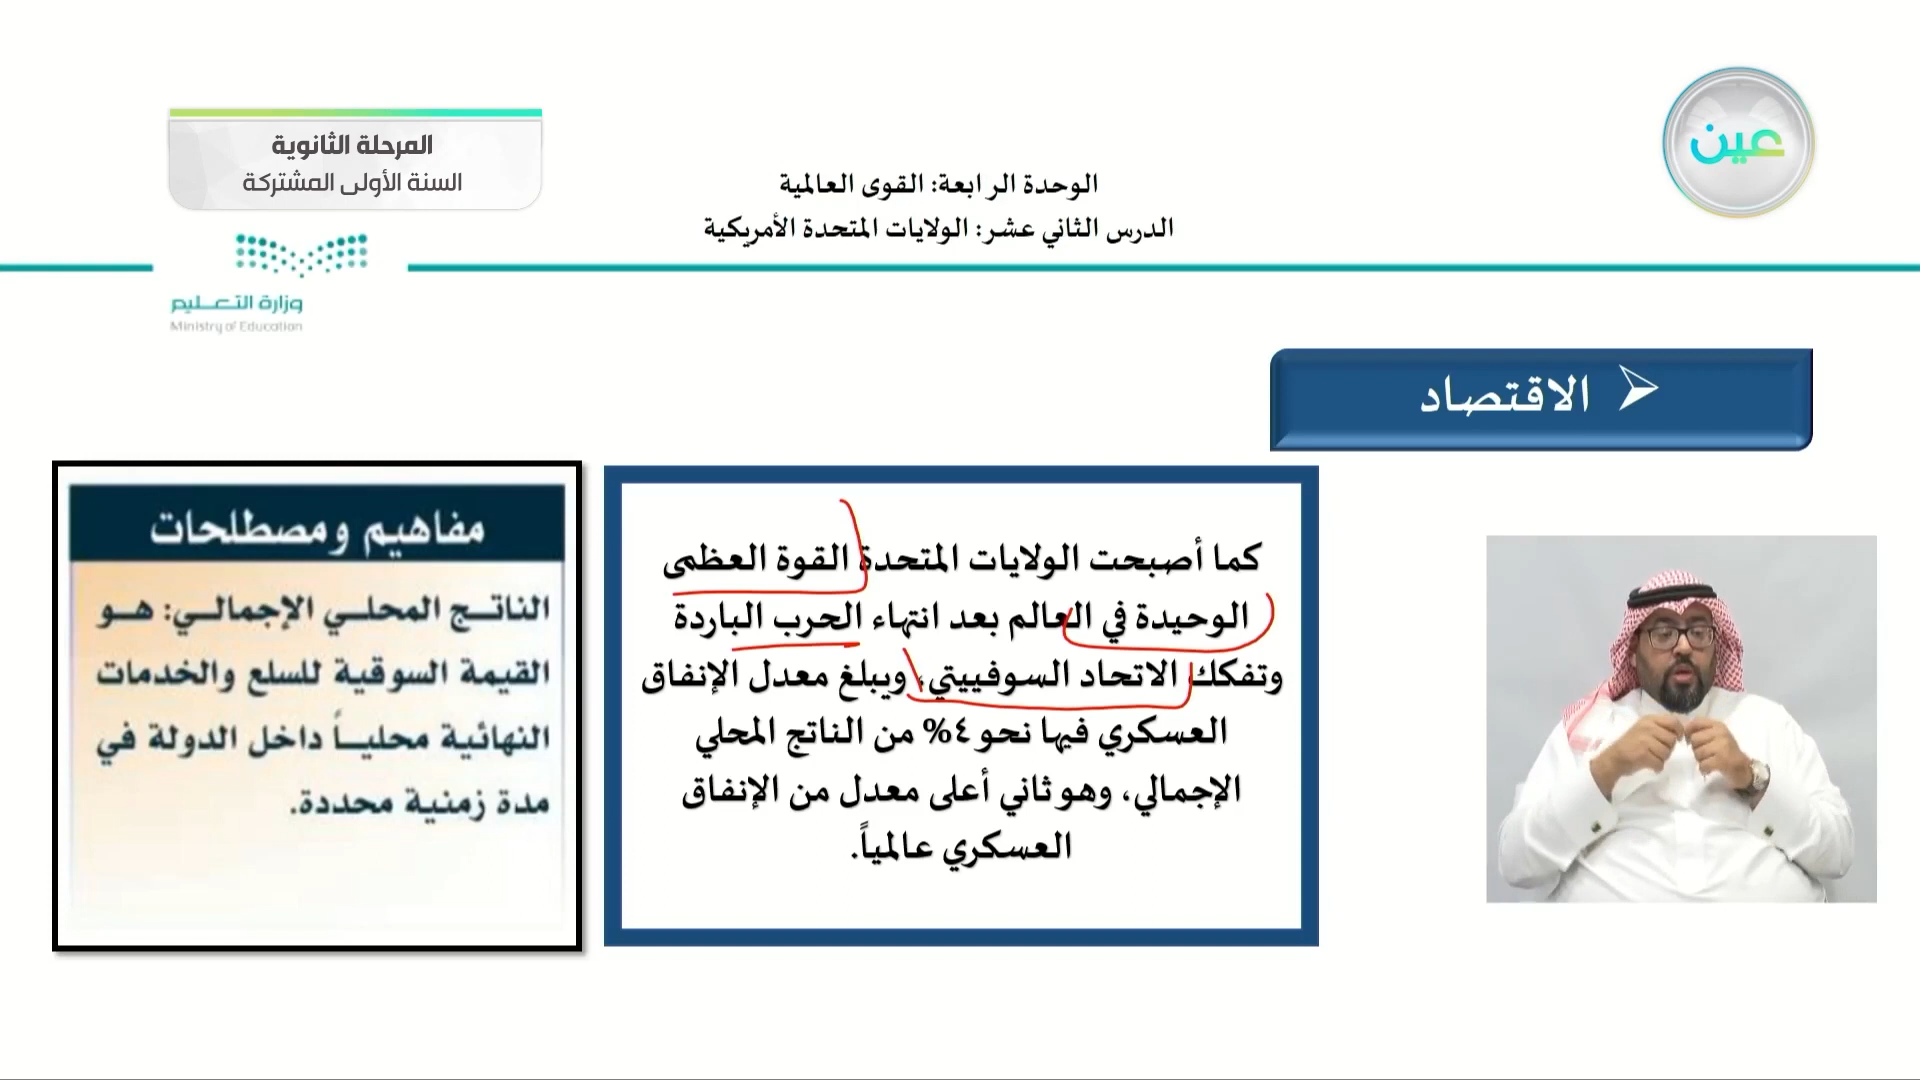 عين
المرحلة الثانوية
السنة الأولى المشتركة
الوحدة الرابعة: القوى العالمية
الدرس الثاني عشر: الولايات المتحدة الأمريكية
وزارة التعليم
Ministry of Education
الاقتصاد
كما أصبحت الولايات المتحدة القوة العظمى
الوحيدة في العالم بعد انتهاء الحرب الباردة
وتفكك الاتحاد السوفييتي، ويبلغ معدل الإنفاق
العسكري فيها نحو ٤% من الناتج المحلي
الإجمالي، وهو ثاني أعلى معدل من الإنفاق
العسكري عالمياً.
مفاهيم ومصطلحات
الناتج المحلي الإجمالي: هو
القيمة السوقية للسلع والخدمات
النهائية محلياً داخل الدولة في
مدة زمنية محددة.